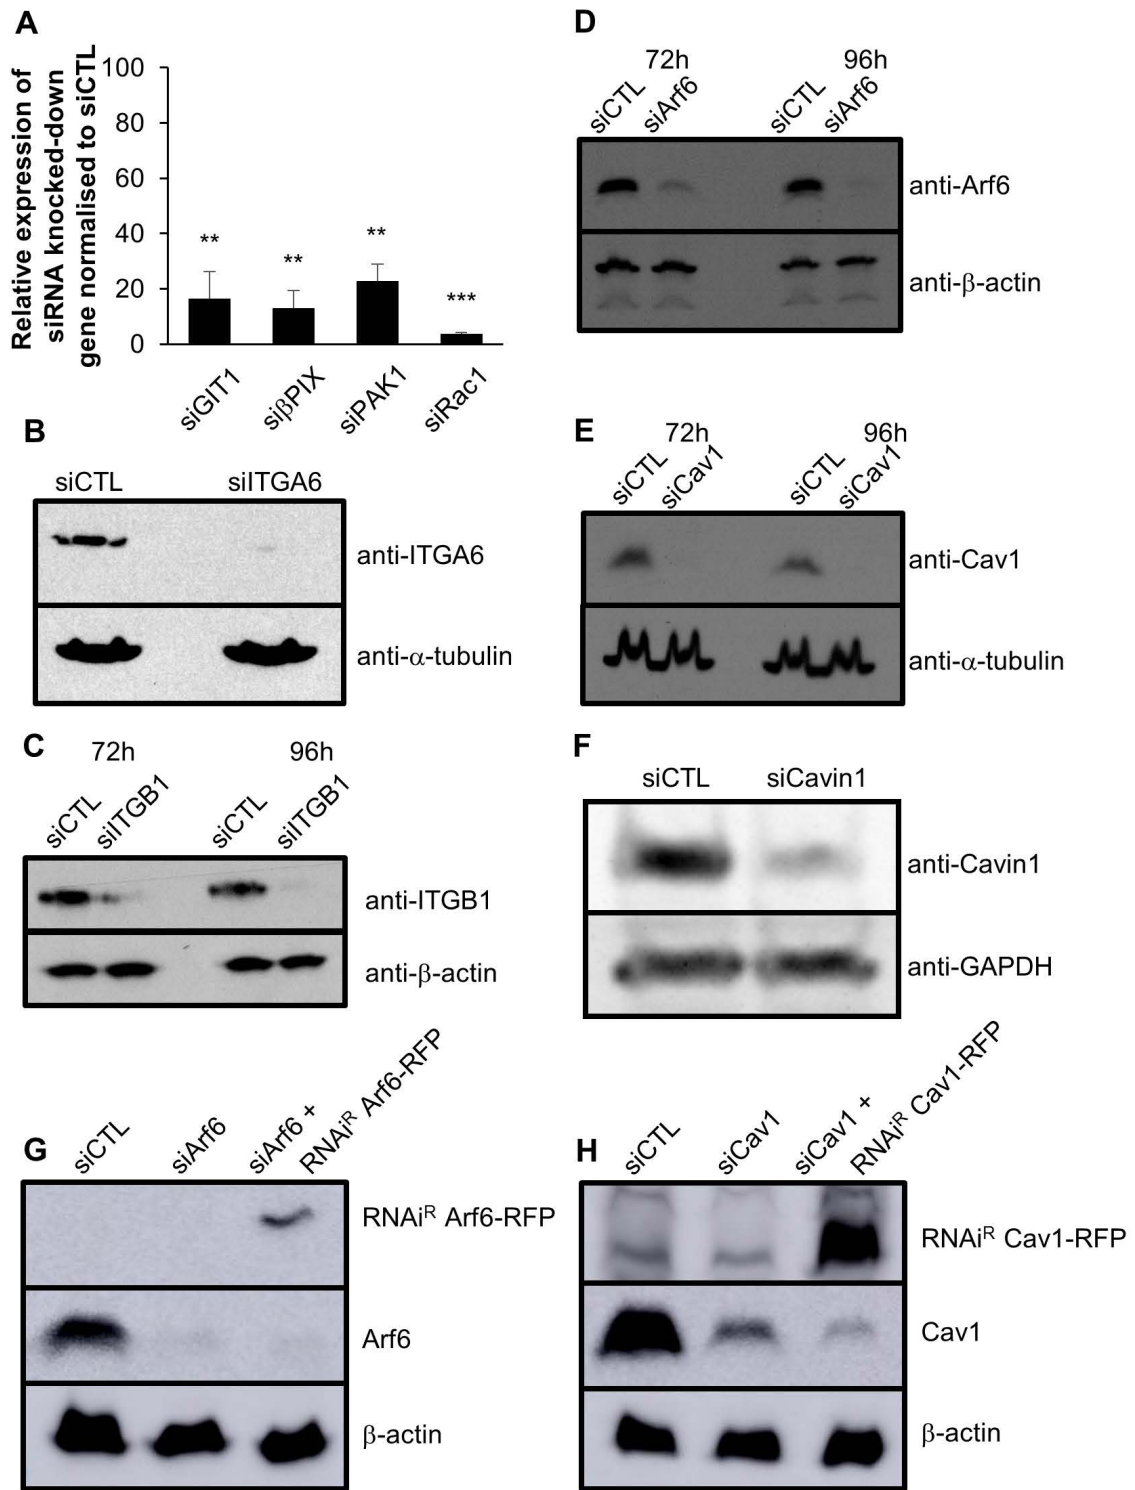 A
Relative expression of
siRNA knocked-down
gene normalised to siCTL
100
80
60
40
20
0
**
**
**
***
siGIT1
siβPIX
siPAK1
siRac1
B
siCTL
siITGA6
anti-ITGA6
anti-α-tubulin
C
72h
96h
siCTL
siITGB1
siCTL
siITGB1
anti-ITGB1
anti-β-actin
D
72h
96h
siCTL
siArf6
siCTL
siArf6
anti-Arf6
anti-β-actin
E
72h
96h
siCTL
siCav1
siCTL
siCav1
anti-Cav1
anti-α-tubulin
F
siCTL
siCavin1
anti-Cavin1
anti-GAPDH
G
siCTL
siArf6
siArf6 +
RNAiᴿ Arf6-RFP
RNAiᴿ Arf6-RFP
Arf6
β-actin
H
siCTL
siCav1
siCav1 +
RNAiᴿ Cav1-RFP
RNAiᴿ Cav1-RFP
Cav1
β-actin